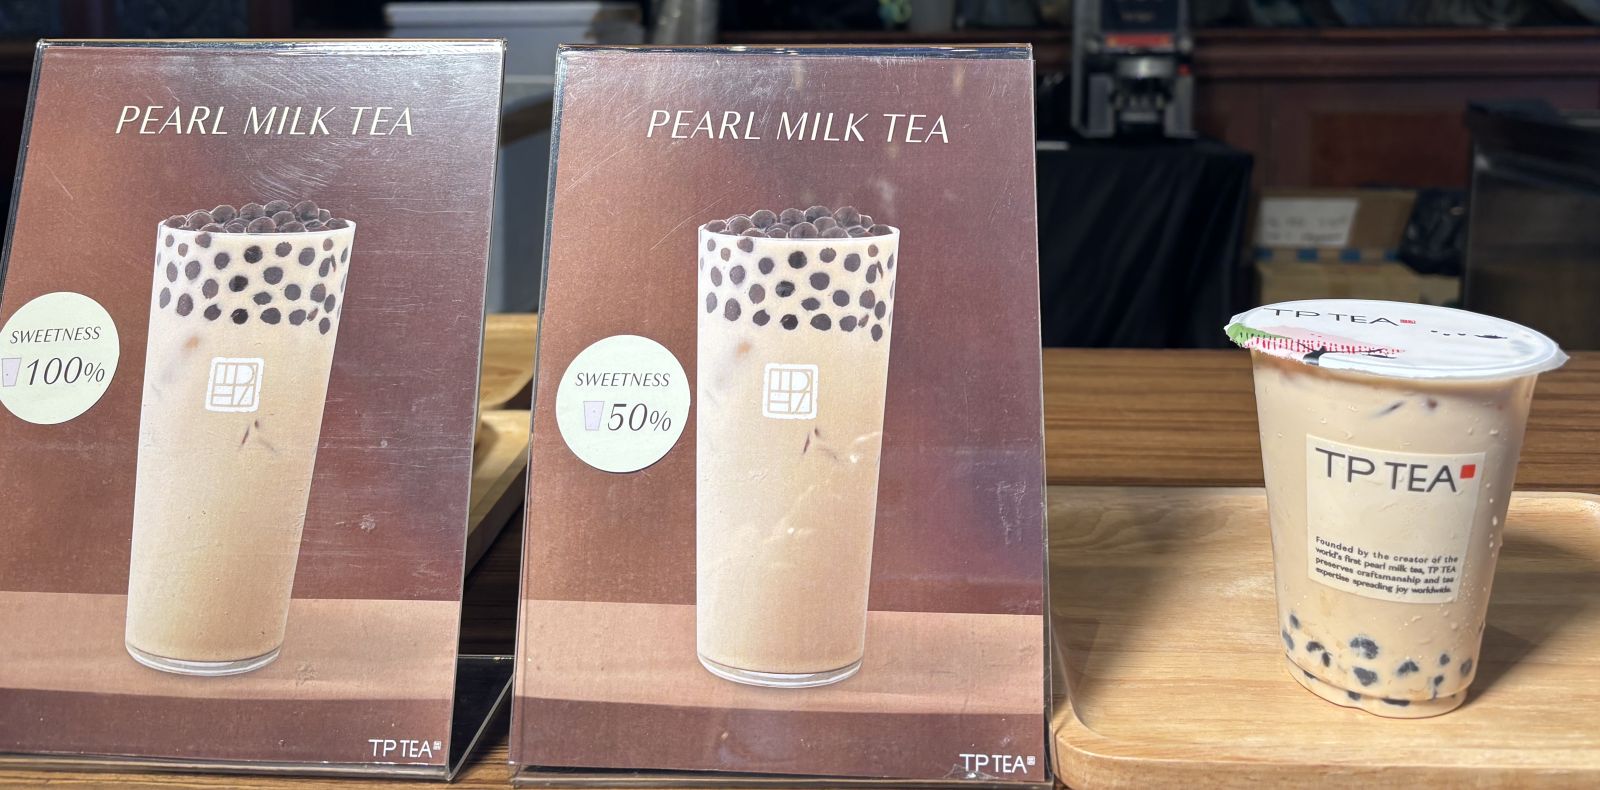 PEARL MILK TEA
SWEETNESS
100%
TP TEA
PEARL MILK TEA
SWEETNESS
50%
TP TEA
TP TEA
TP TEA
Founded by the creator of the
world's first pearl milk tea, TP TEA
preserves craftsmanship and tea
expertise spreading joy worldwide.